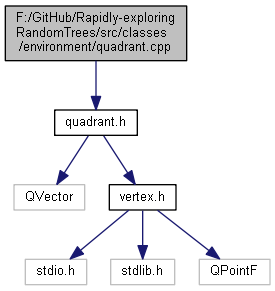 F:/GitHub/Rapidly-exploring
RandomTrees/src/classes
/environment/quadrant.cpp
quadrant.h
QVector
vertex.h
stdio.h
stdlib.h
QPointF